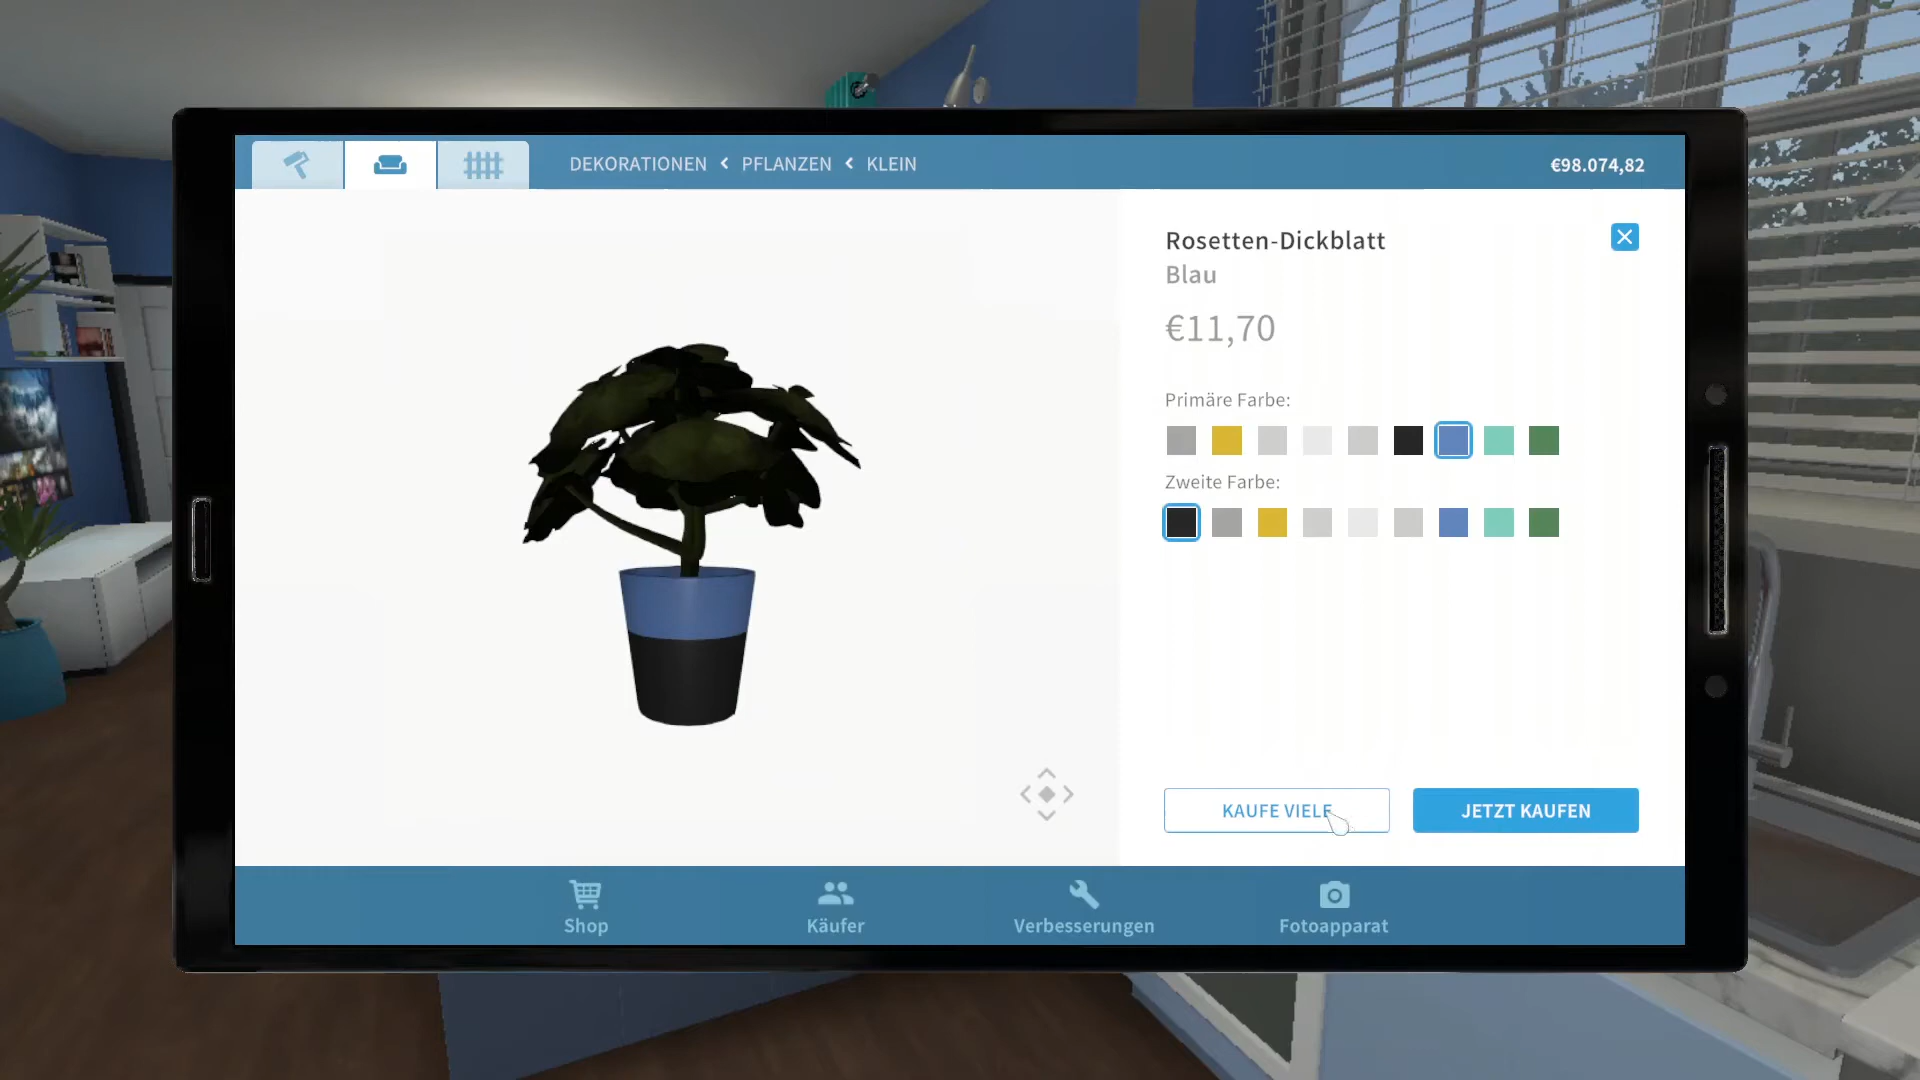 DEKORATIONEN < PFLANZEN < KLEIN
€98.074,82
Rosetten-Dickblatt
Blau
€11,70
Primäre Farbe:
Zweite Farbe:
KAUFE VIELE
JETZT KAUFEN
Shop
Käufer
Verbesserungen
Fotoapparat